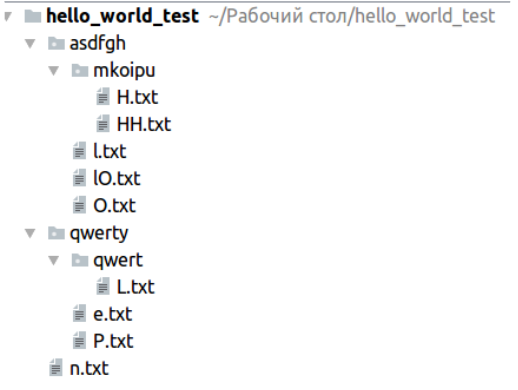 hello_world_test ~/Рабочий стол/hello_world_test
asdfgh
mkoipu
H.txt
HH.txt
l.txt
lO.txt
O.txt
qwerty
qwert
L.txt
e.txt
P.txt
n.txt